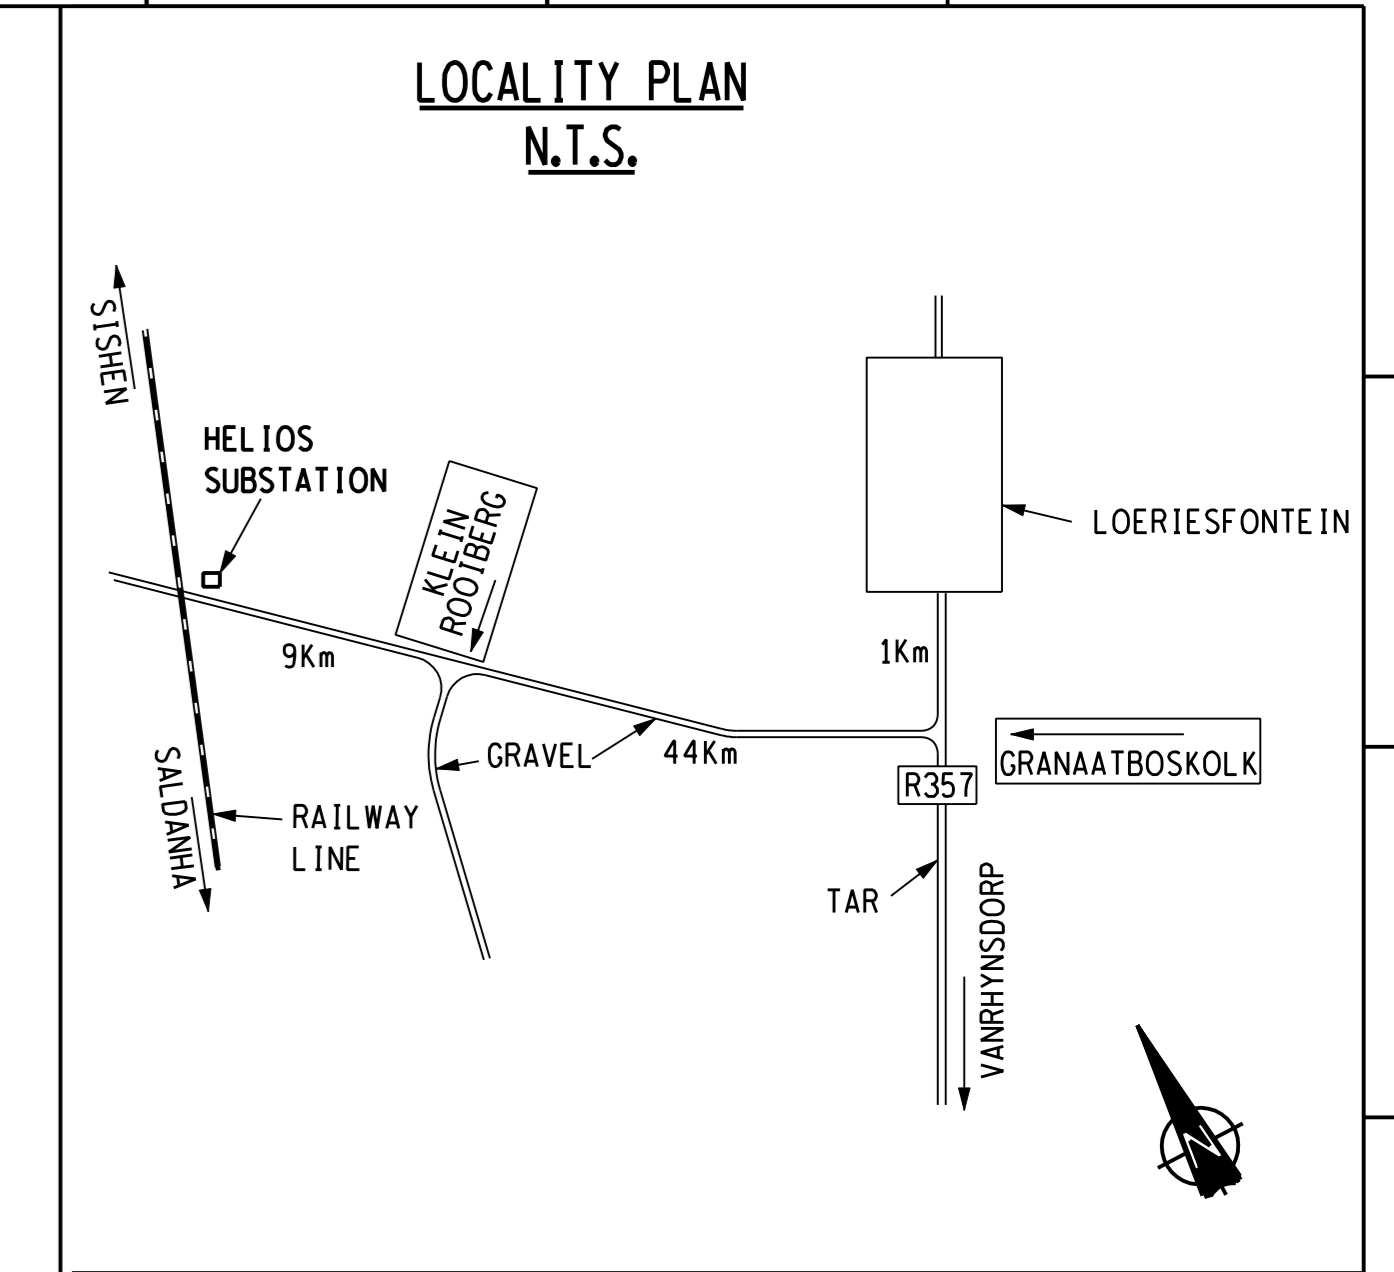 LOCALITY PLAN
N.T.S.
SISHEN
HELIOS
SUBSTATION
KLEIN
ROOIBERG
LOERIESFONTEIN
9Km
1Km
GRAVEL
44Km
GRANAATBOSKOLK
R357
SALDANHA
RAILWAY
LINE
TAR
VANRHYNSDORP
N